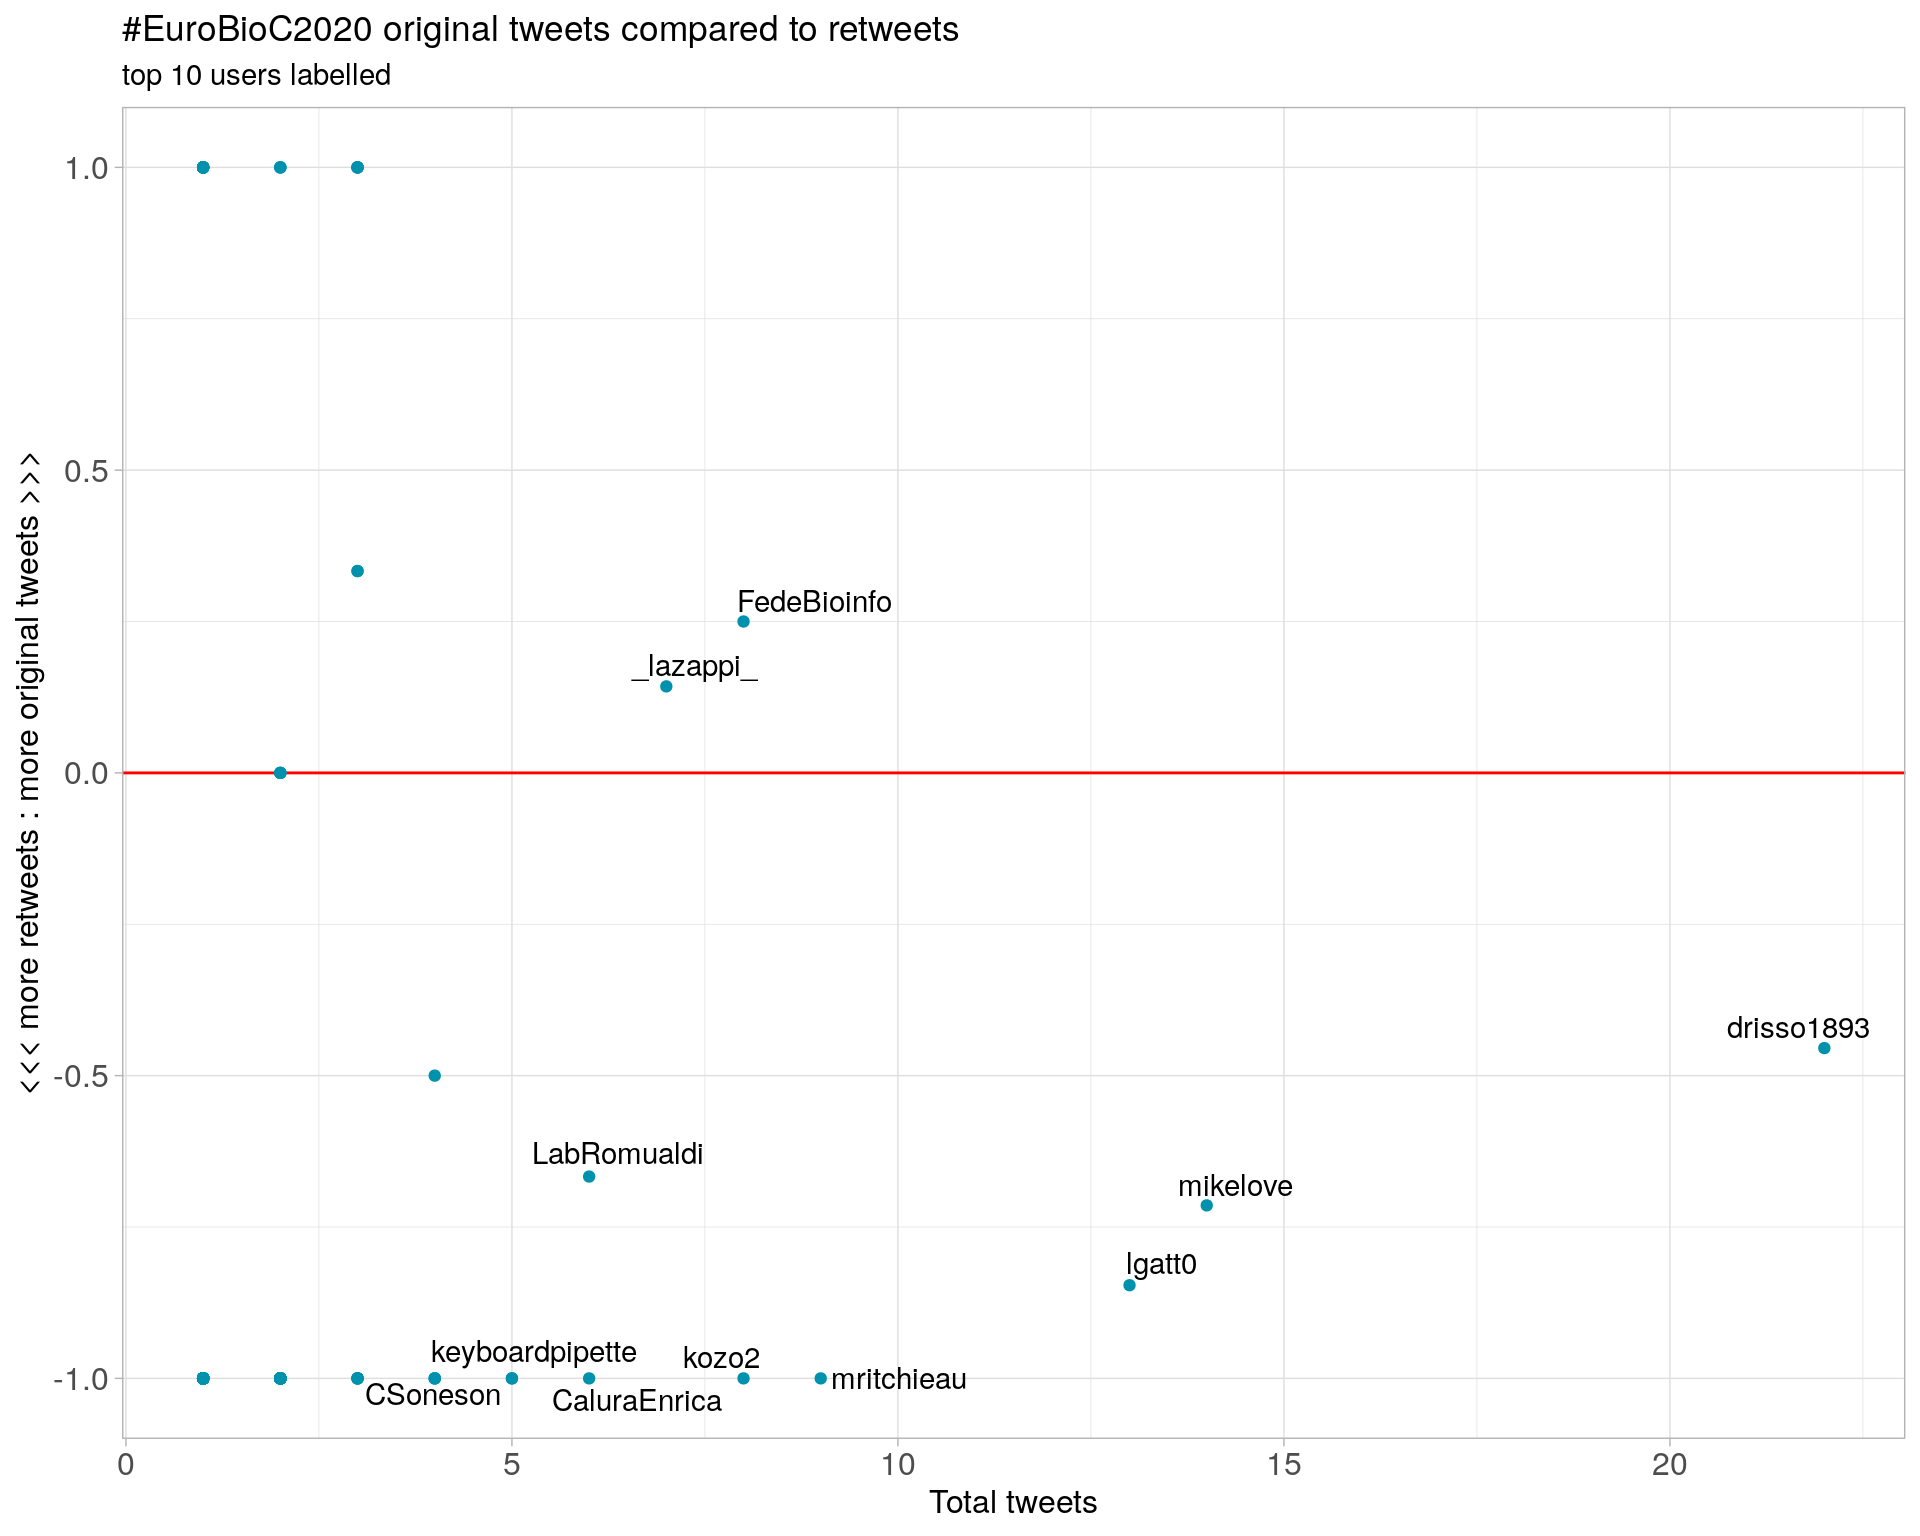 #EuroBioC2020 original tweets compared to retweets
top 10 users labelled
<<< more retweets : more original tweets >>>
1.0
0.5
0.0
-0.5
-1.0
FedeBioinfo
_lazappi_
drisso1893
LabRomualdi
mikelove
lgatt0
keyboardpipette
kozo2
mritchieau
CSoneson
CaluraEnrica
0 5 10 15 20
Total tweets